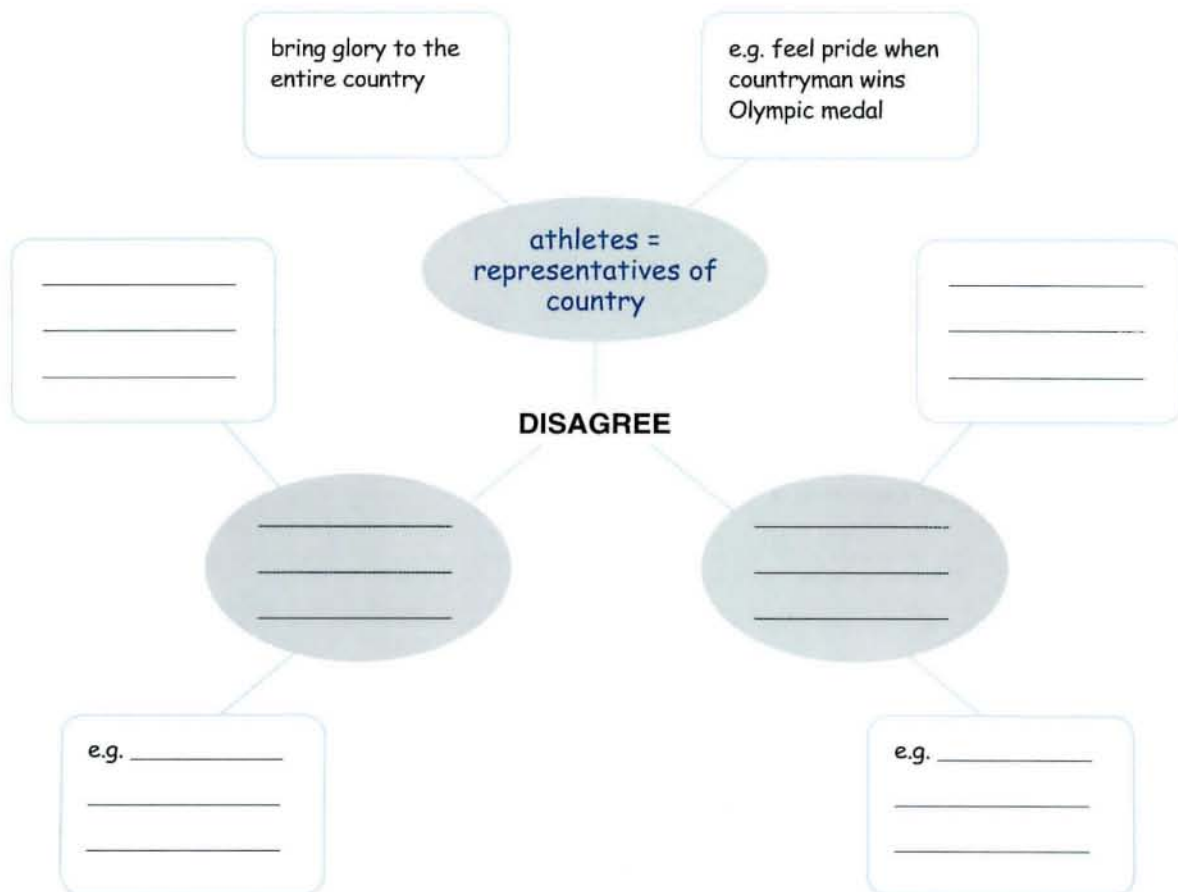 bring glory to the
entire country
e.g. feel pride when
countryman wins
Olympic medal
athletes =
representatives of
country
DISAGREE
e.g.
e.g.